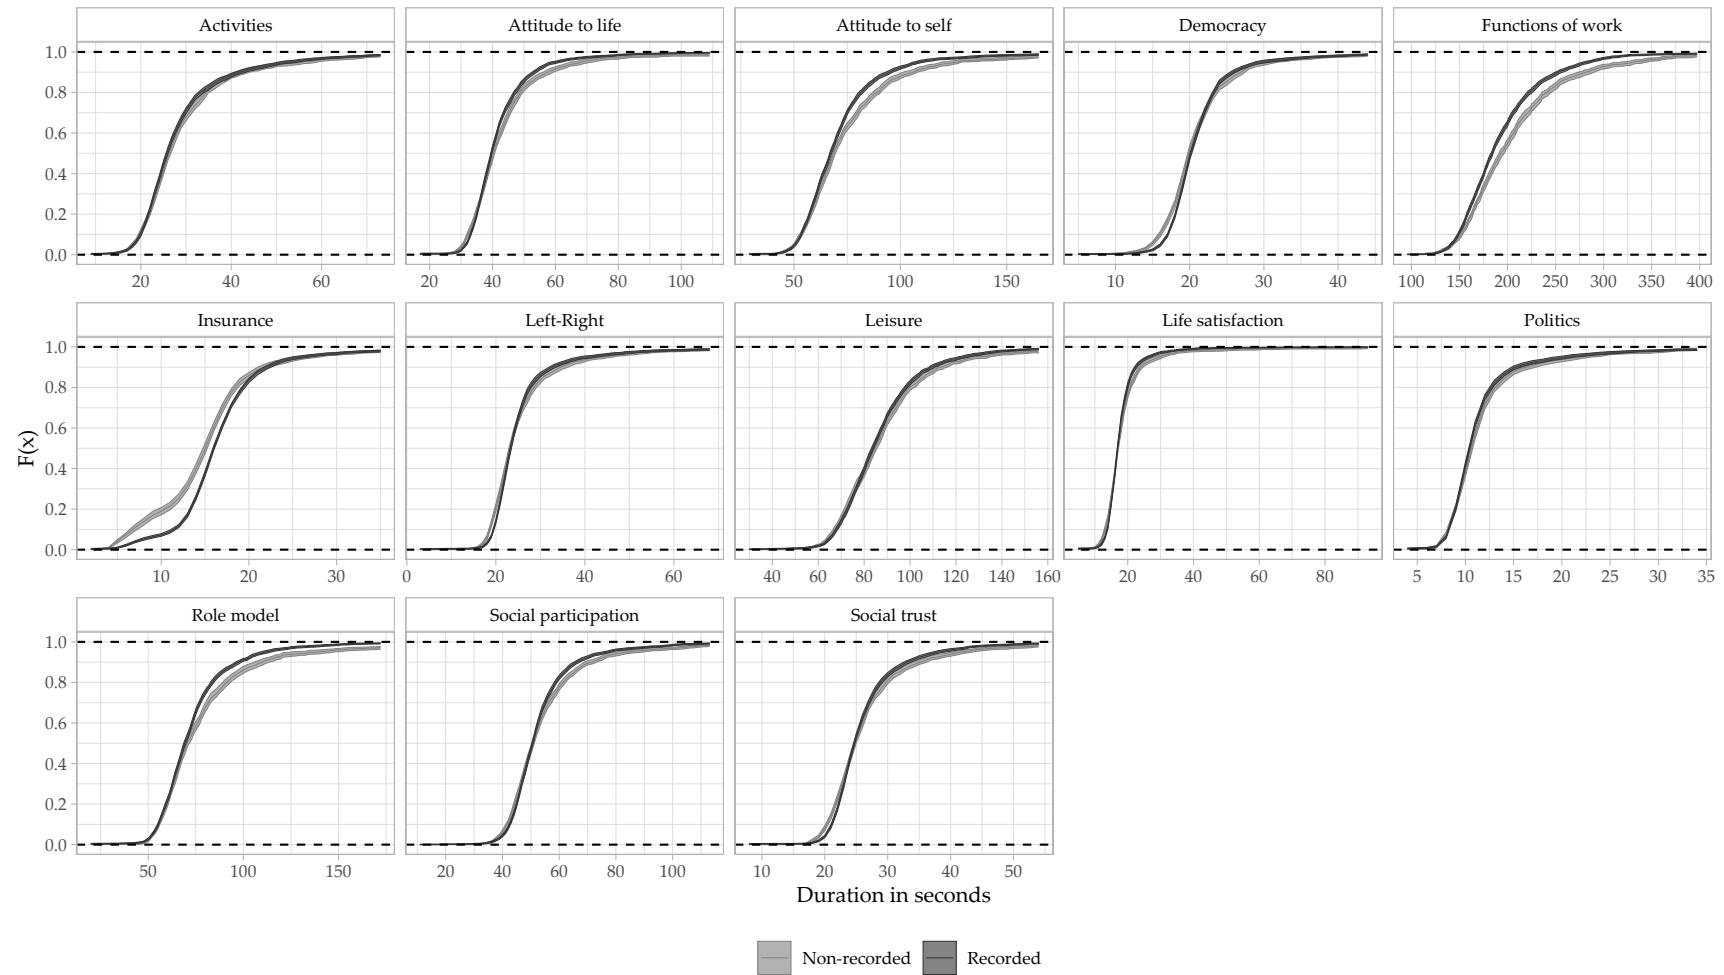 Activities
Attitude to life
Attitude to self
Democracy
Functions of work
1.0
0.8
0.6
0.4
0.2
0.0
20 40 60
20 40 60 80 100
50 100 150
10 20 30 40
100 150 200 250 300 350 400
Insurance
Left-Right
Leisure
Life satisfaction
Politics
F(x)
1.0
0.8
0.6
0.4
0.2
0.0
10 20 30
0 20 40 60
40 60 80 100 120 140 160
20 40 60 80
5 10 15 20 25 30 35
Role model
Social participation
Social trust
1.0
0.8
0.6
0.4
0.2
0.0
50 100 150
20 40 60 80 100
10 20 30 40 50
Duration in seconds
Non-recorded
Recorded